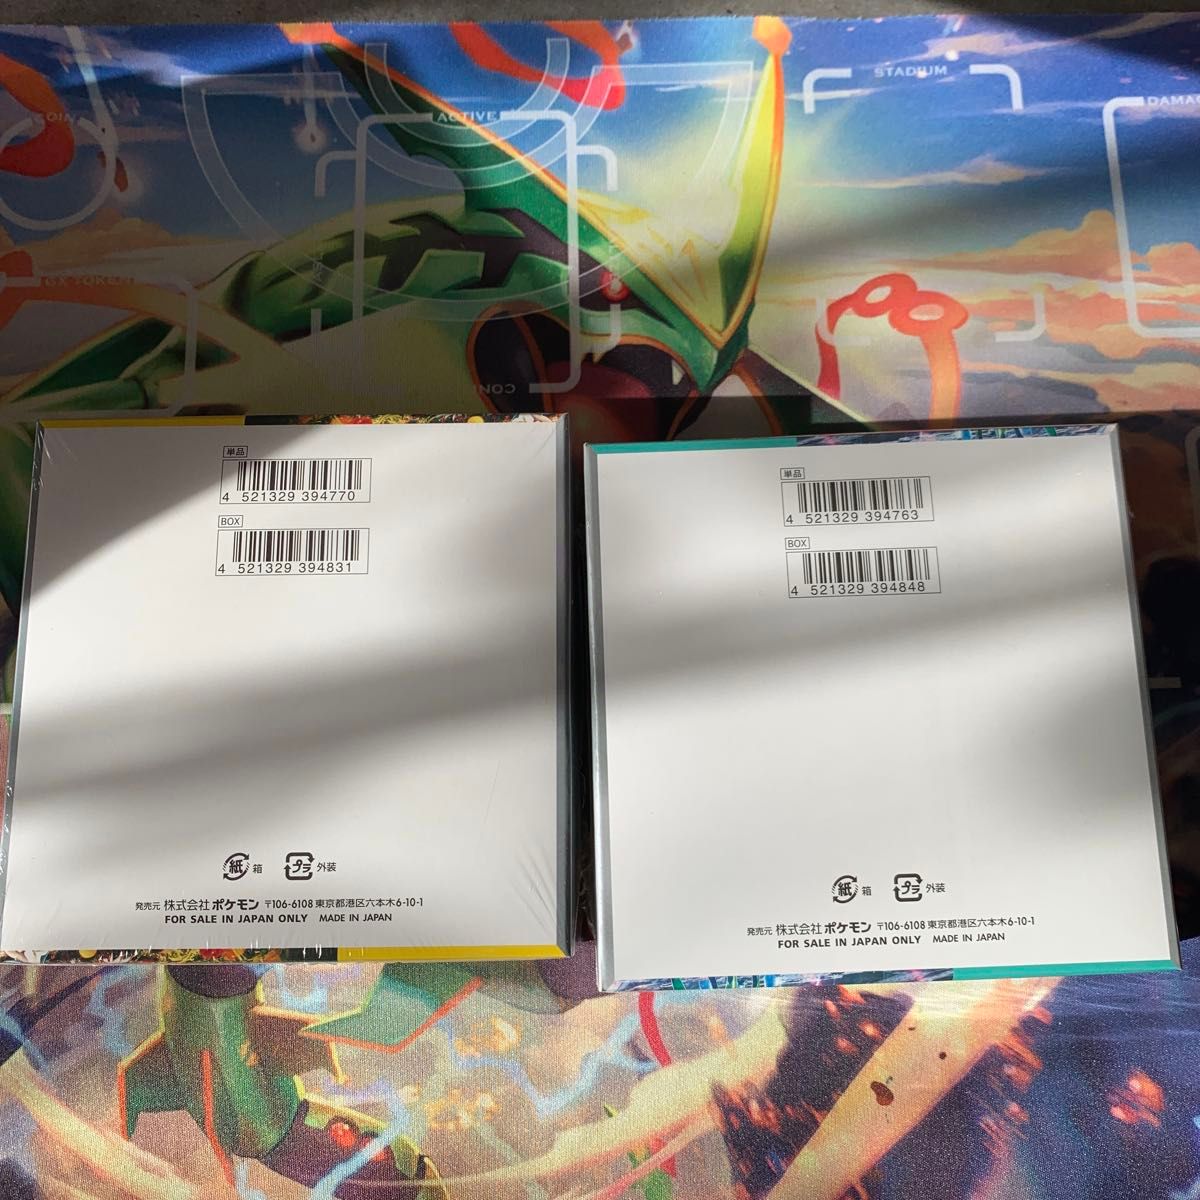 COIN
ACTIVE
STADIUM
DAMA
GX TOKEN
単品
4 521329 394770
BOX
4 521329 394831
紙 箱
プラ 外装
発売元 株式会社 ポケモン 〒106-6108 東京都港区六本木6-10-1
FOR SALE IN JAPAN ONLY MADE IN JAPAN
単品
4 521329 394763
BOX
4 521329 394848
紙 箱
プラ 外装
発売元 株式会社 ポケモン 〒106-6108 東京都港区六本木6-10-1
FOR SALE IN JAPAN ONLY MADE IN JAPAN